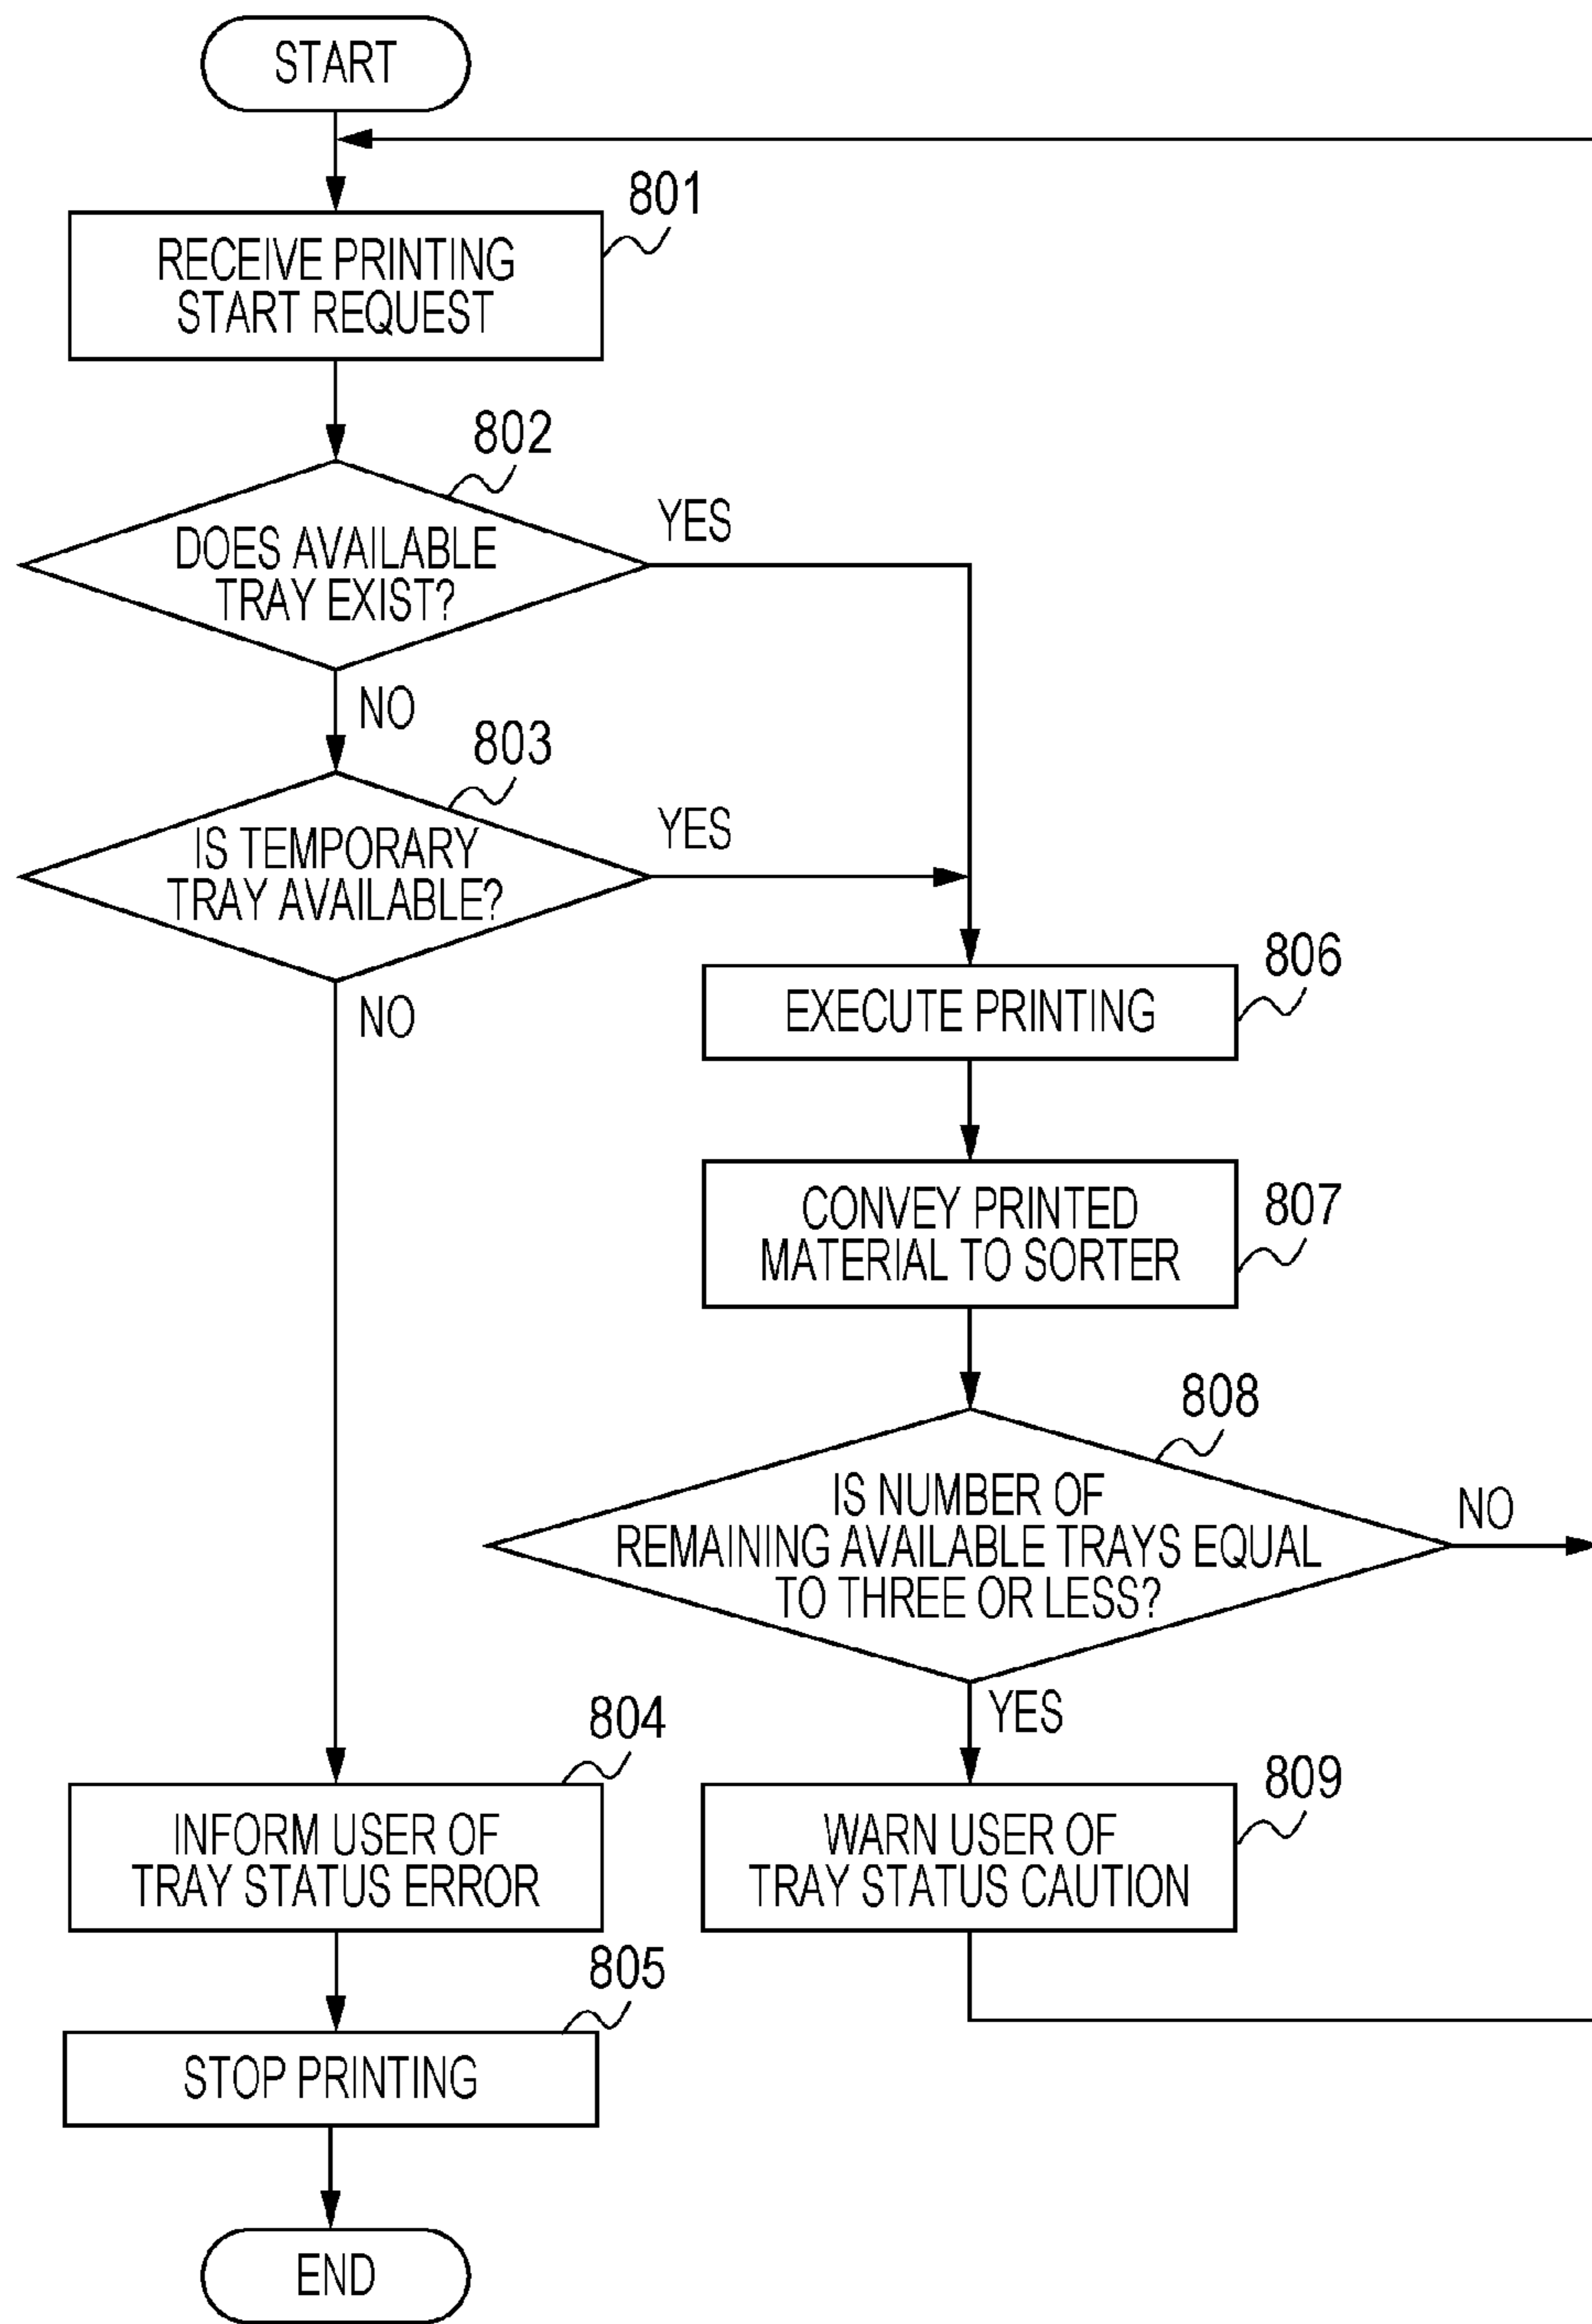 START
801
RECEIVE PRINTING
START REQUEST
802
DOES AVAILABLE
TRAY EXIST?
YES
NO
803
IS TEMPORARY
TRAY AVAILABLE?
YES
NO
806
EXECUTE PRINTING
807
CONVEY PRINTED
MATERIAL TO SORTER
808
IS NUMBER OF
REMAINING AVAILABLE TRAYS EQUAL
TO THREE OR LESS?
NO
YES
804
INFORM USER OF
TRAY STATUS ERROR
809
WARN USER OF
TRAY STATUS CAUTION
805
STOP PRINTING
END